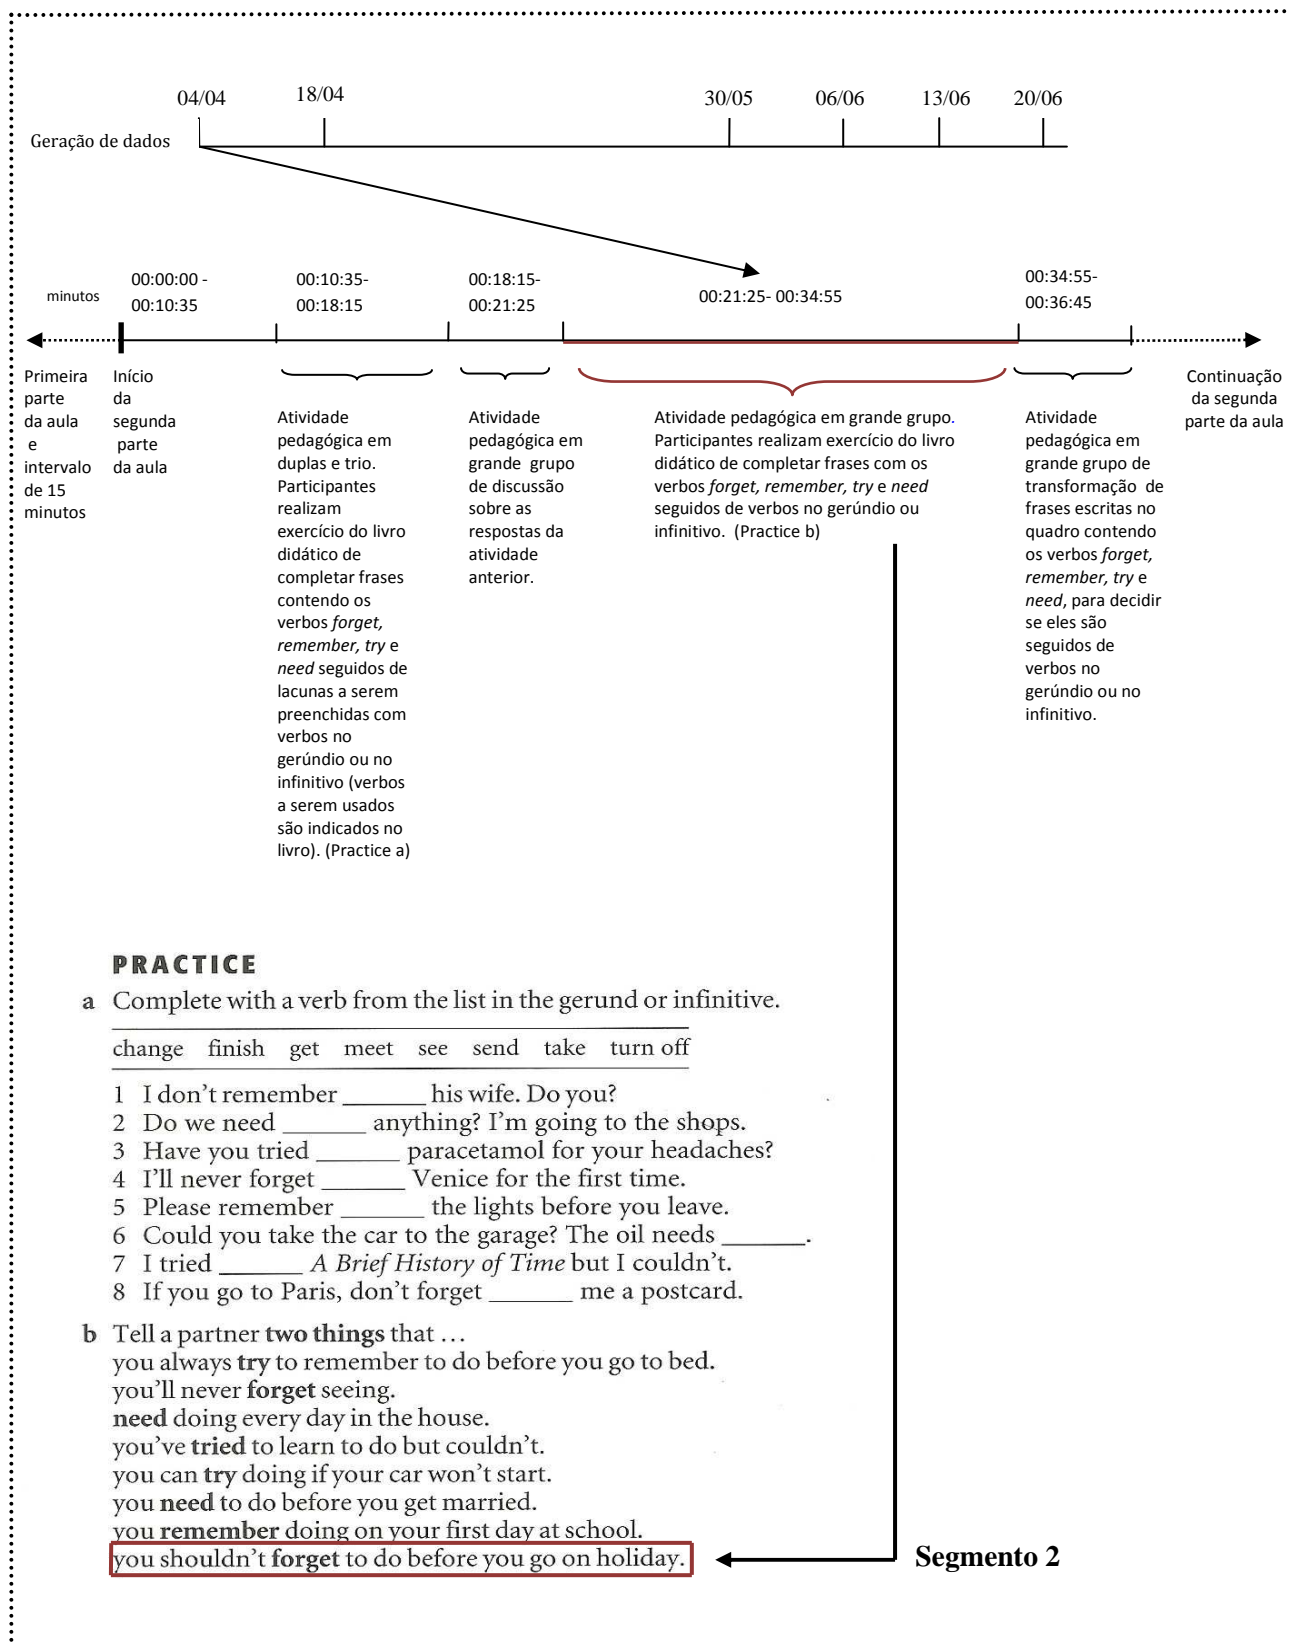 04/04
18/04
30/05
06/06
13/06
20/06
Geração de dados
minutos
00:00:00 -
00:10:35
00:10:35-
00:18:15
00:18:15-
00:21:25
00:21:25- 00:34:55
00:34:55-
00:36:45
Primeira
parte
da aula
e
intervalo
de 15
minutos
Início
da
segunda
parte
da aula
Atividade
pedagógica em
duplas e trio.
Participantes
realizam
exercício do livro
didático de
completar frases
contendo os
verbos forget,
remember, try e
need seguidos de
lacunas a serem
preenchidas com
verbos no
gerúndio ou no
infinitivo (verbos
a serem usados
são indicados no
livro). (Practice a)
Atividade
pedagógica em
grande grupo
de discussão
sobre as
respostas da
atividade
anterior.
Atividade pedagógica em grande grupo.
Participantes realizam exercício do livro
didático de completar frases com os
verbos forget, remember, try e need
seguidos de verbos no gerúndio ou
infinitivo. (Practice b)
Atividade
pedagógica em
grande grupo de
transformação de
frases escritas no
quadro contendo
os verbos forget,
remember, try e
need, para decidir
se eles são
seguidos de
verbos no
gerúndio ou no
infinitivo.
Continuação
da segunda
parte da aula
PRACTICE
a Complete with a verb from the list in the gerund or infinitive.
change finish get meet see send take turn off
1 I don't remember ______ his wife. Do you?
2 Do we need ______ anything? I'm going to the shops.
3 Have you tried ______ paracetamol for your headaches?
4 I'll never forget ______ Venice for the first time.
5 Please remember ______ the lights before you leave.
6 Could you take the car to the garage? The oil needs ______.
7 I tried ______ A Brief History of Time but I couldn't.
8 If you go to Paris, don't forget ______ me a postcard.
b Tell a partner two things that …
you always try to remember to do before you go to bed.
you'll never forget seeing.
need doing every day in the house.
you've tried to learn to do but couldn't.
you can try doing if your car won't start.
you need to do before you get married.
you remember doing on your first day at school.
you shouldn't forget to do before you go on holiday.
Segmento 2